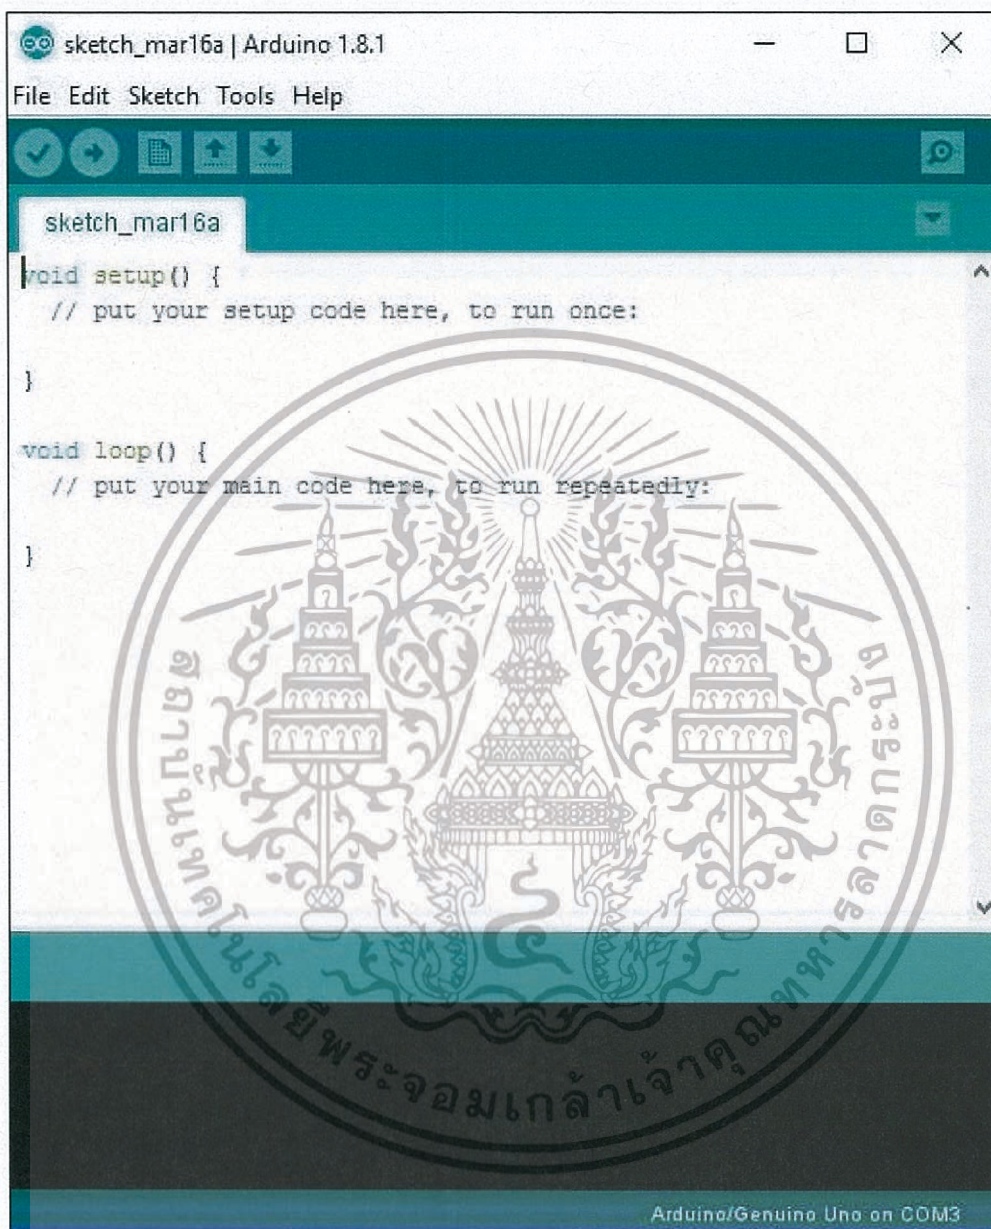 sketch_mar16a | Arduino 1.8.1
File Edit Sketch Tools Help
sketch_mar16a
void setup() {
// put your setup code here, to run once:
}
void loop() {
// put your main code here, to run repeatedly:
}
สถาบันเทคโนโลยีพระจอมเกล้าเจ้าคุณทหารลาดกระบัง
Arduino/Genuino Uno on COM3